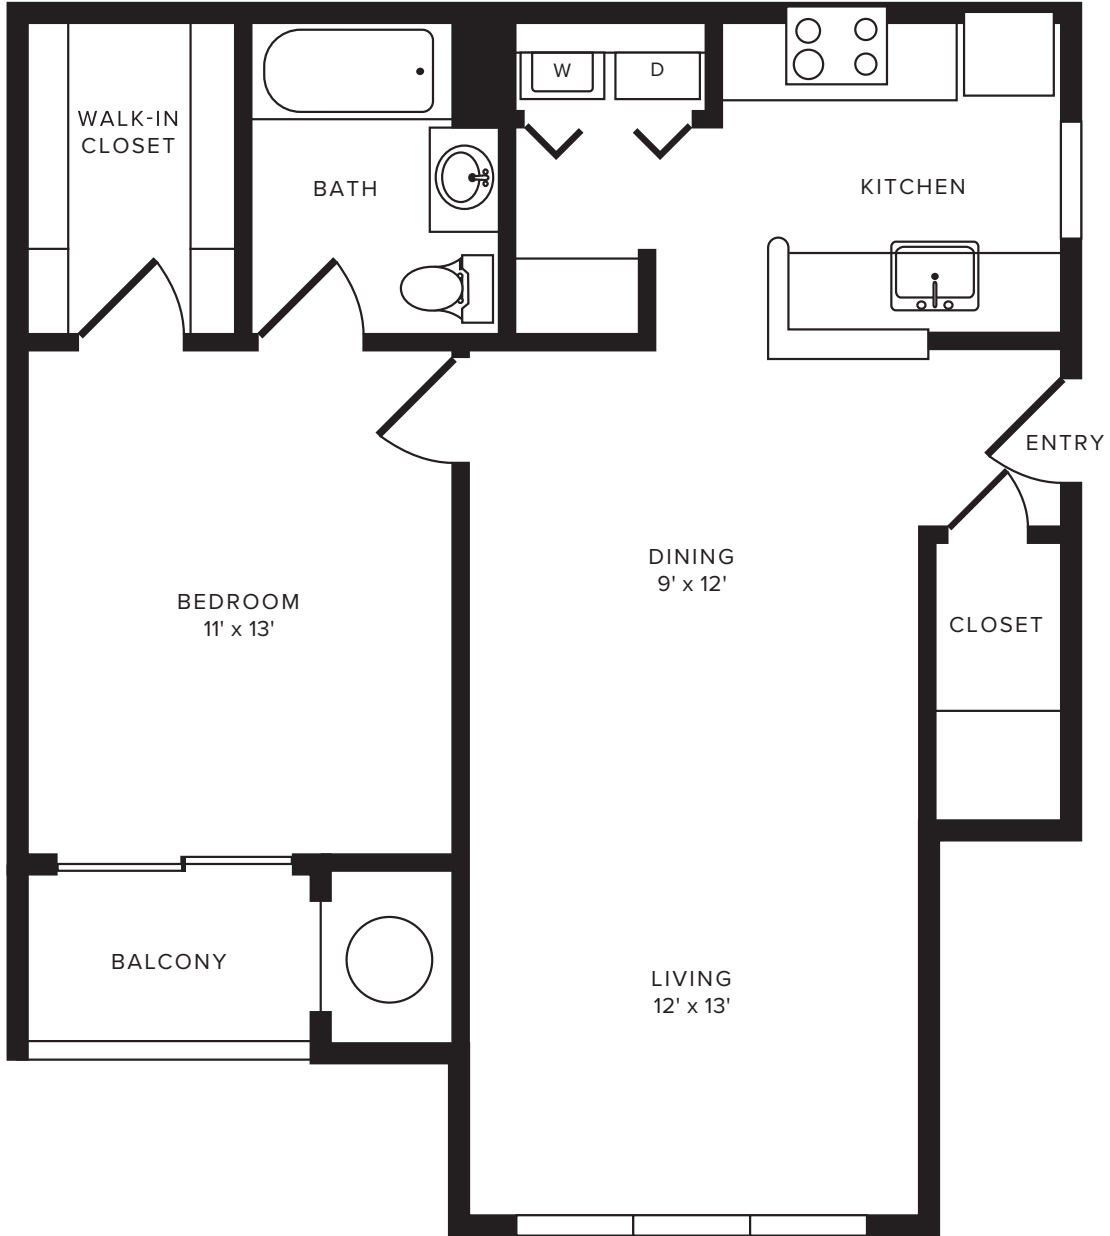 W
D
WALK-IN
CLOSET
BATH
KITCHEN
ENTRY
DINING
9' x 12'
BEDROOM
11' x 13'
CLOSET
BALCONY
LIVING
12' x 13'